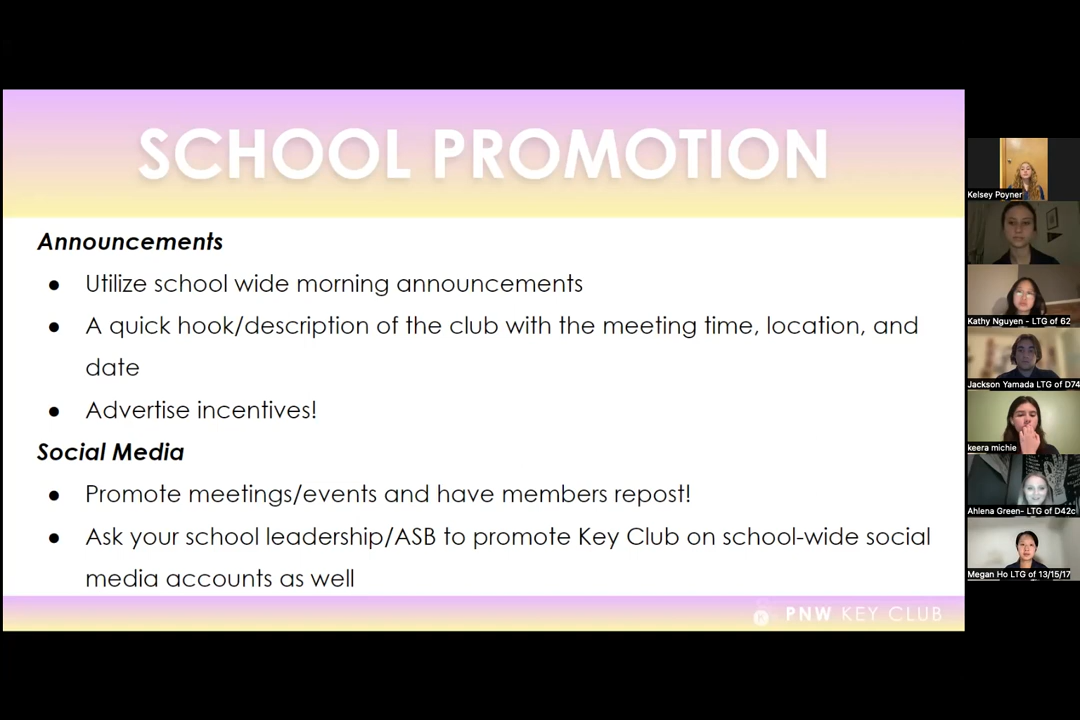 SCHOOL PROMOTION
Announcements
● Utilize school wide morning announcements
● A quick hook/description of the club with the meeting time, location, and
date
● Advertise incentives!
Social Media
● Promote meetings/events and have members repost!
● Ask your school leadership/ASB to promote Key Club on school-wide social
media accounts as well
PNW KEY CLUB
Kelsey Poyner
Kathy Nguyen - LTG of 62
Jackson Yamada LTG of D74
keera michie
Ahlena Green- LTG of D42c
Megan Ho LTG of 13/15/17